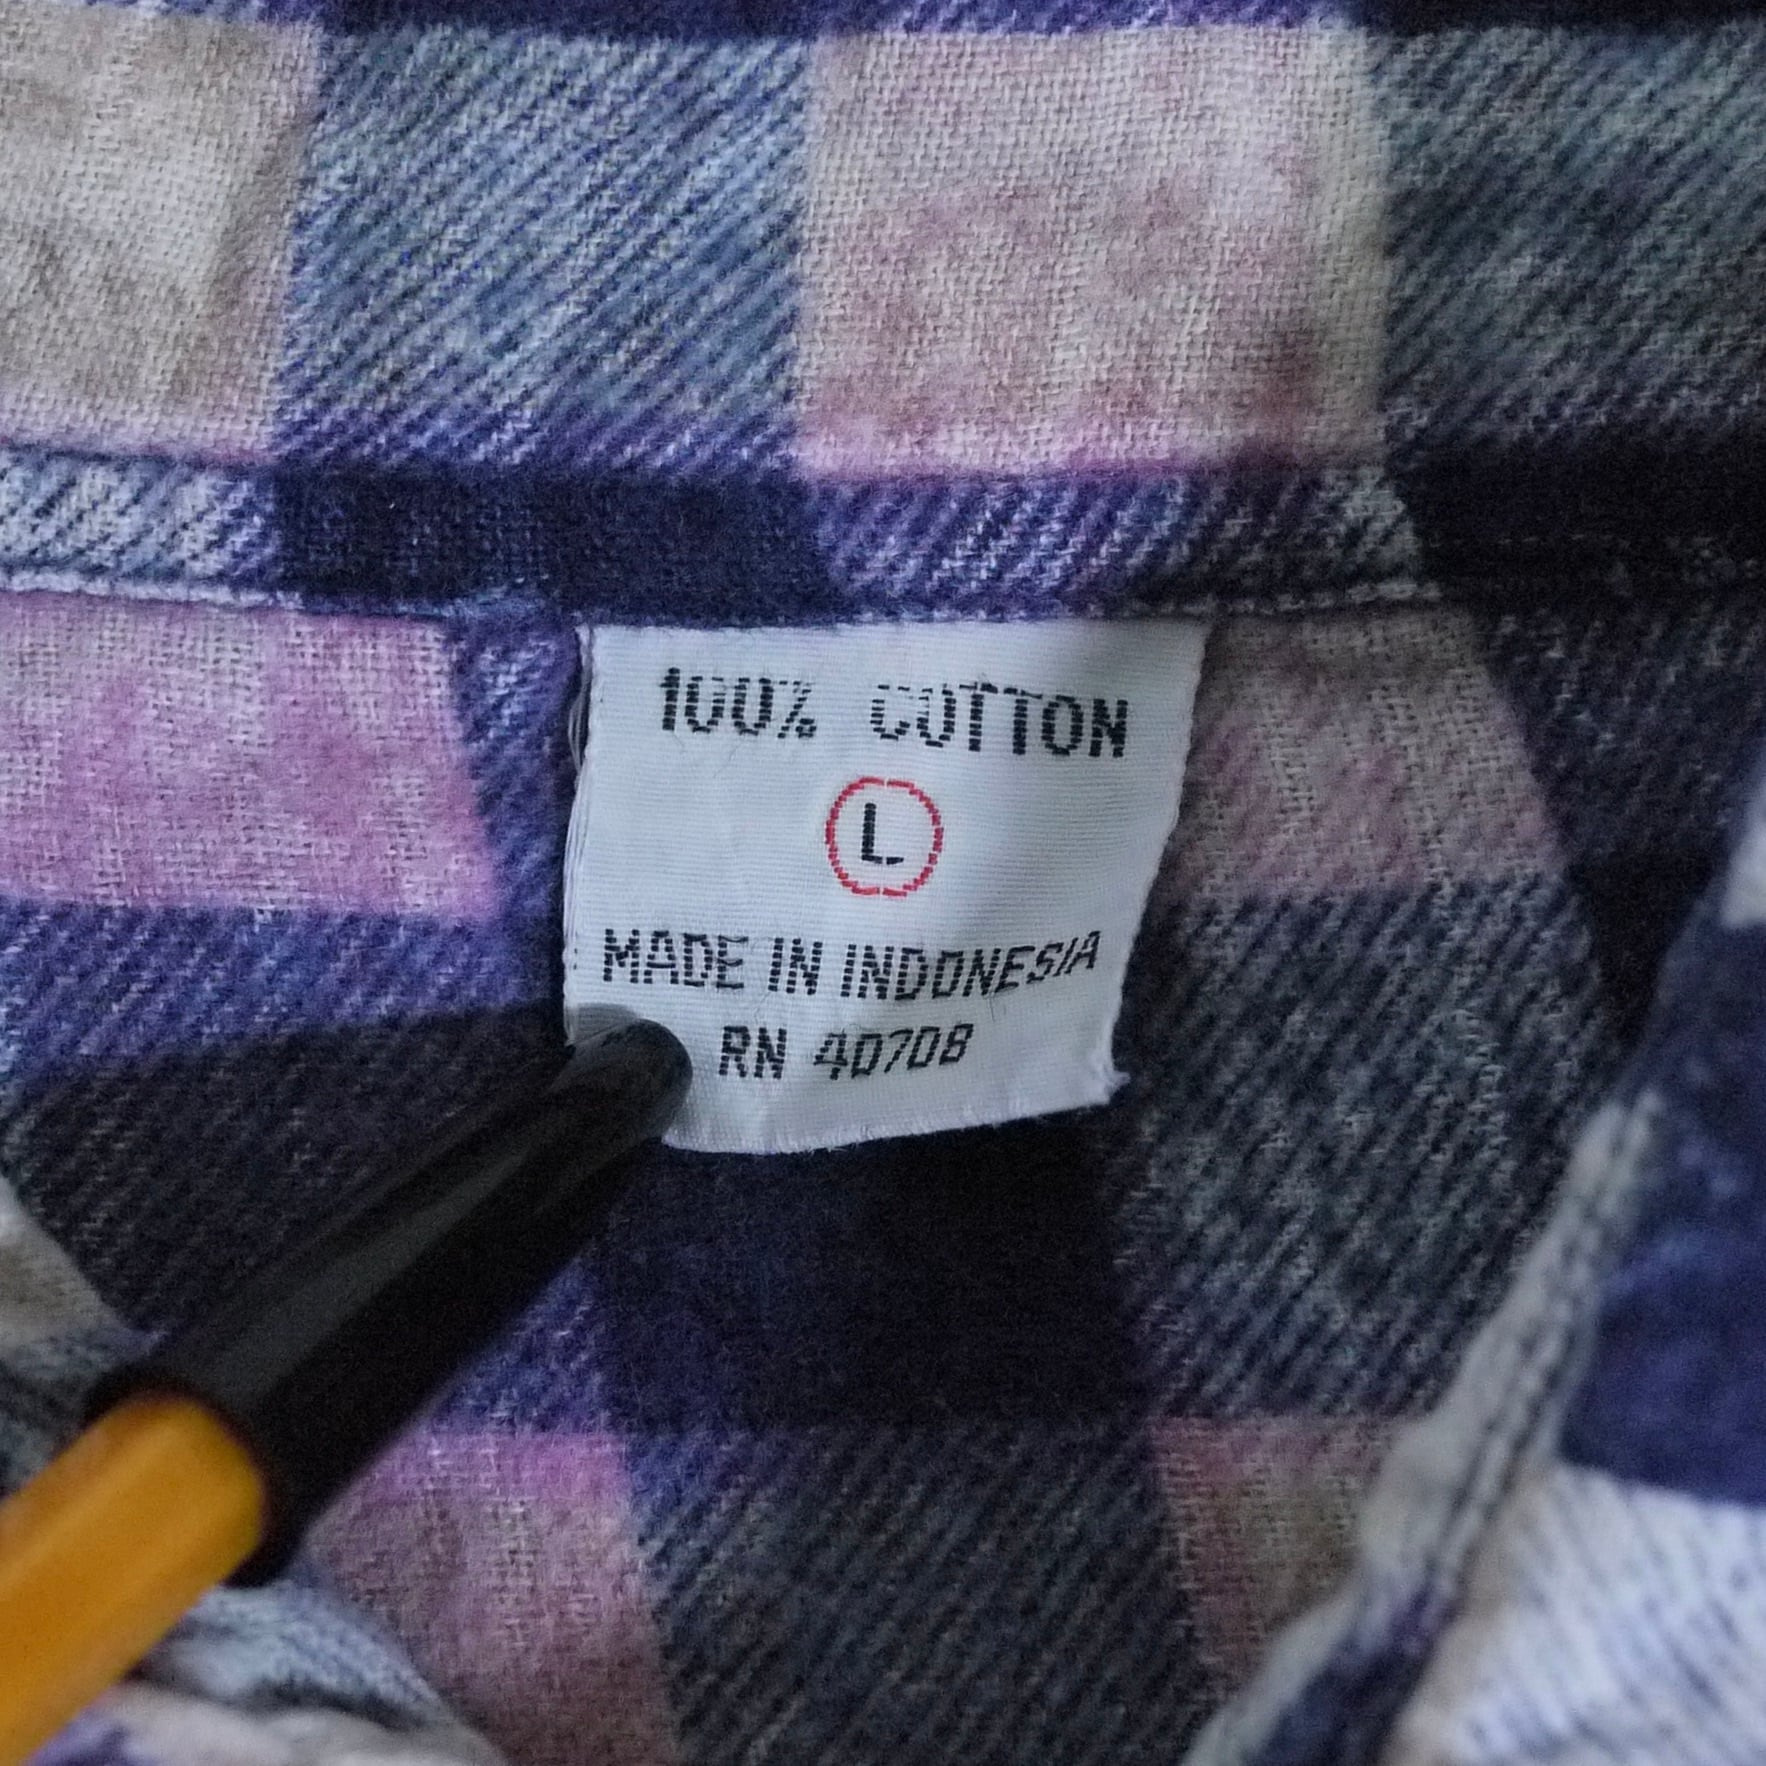 100% COTTON
L
MADE IN INDONESIA
RN 40708